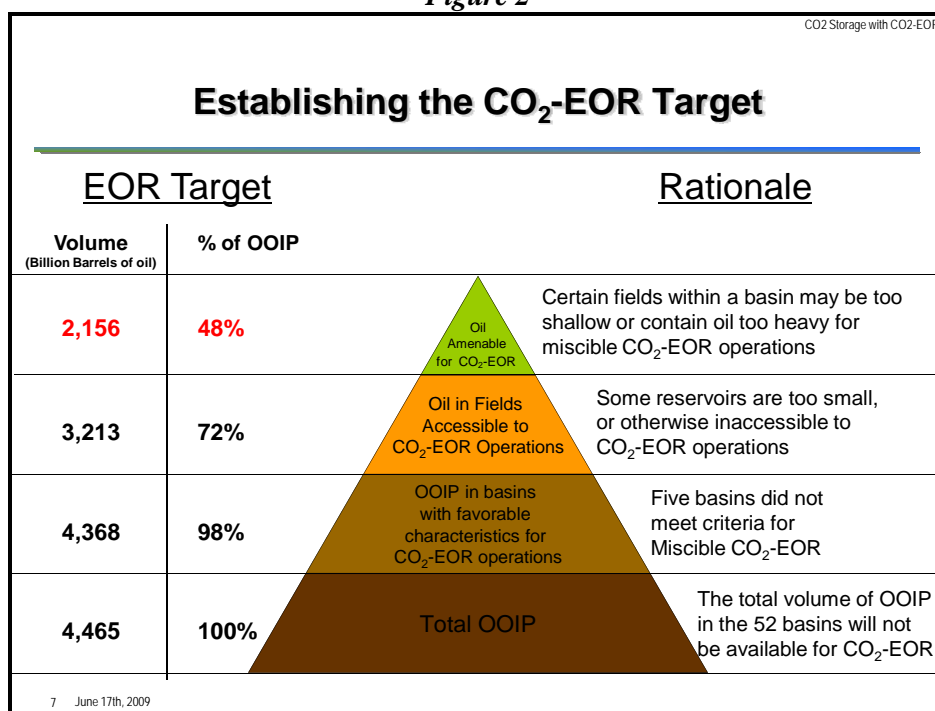 Figure 2
CO2 Storage with CO2-EOR
Establishing the CO₂-EOR Target
EOR Target
Rationale
Volume
(Billion Barrels of oil)
% of OOIP
2,156
48%
Oil
Amenable
for CO₂-EOR
Certain fields within a basin may be too
shallow or contain oil too heavy for
miscible CO₂-EOR operations
3,213
72%
Oil in Fields
Accessible to
CO₂-EOR Operations
Some reservoirs are too small,
or otherwise inaccessible to
CO₂-EOR operations
4,368
98%
OOIP in basins
with favorable
characteristics for
CO₂-EOR operations
Five basins did not
meet criteria for
Miscible CO₂-EOR
4,465
100%
Total OOIP
The total volume of OOIP
in the 52 basins will not
be available for CO₂-EOR
7 June 17th, 2009